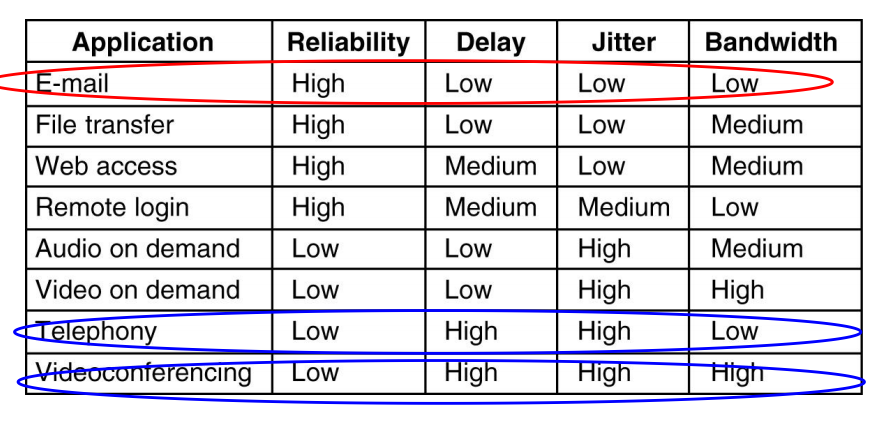 Application Reliability Delay Jitter Bandwidth
E-mail High Low Low Low
File transfer High Low Low Medium
Web access High Medium Low Medium
Remote login High Medium Medium Low
Audio on demand Low Low High Medium
Video on demand Low Low High High
Telephony Low High High Low
Videoconferencing Low High High High